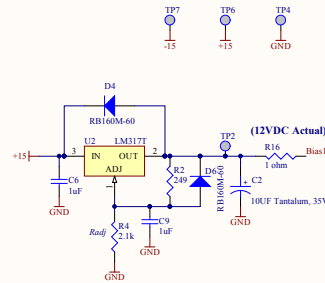 TP7 TP6 TP4
-15 +15 GND
D4
RB160M-60
U2 LM317T
TP2
(12VDC Actual)
+15 3 IN OUT 2
R16
1 ohm
Bias1
ADJ
C6
1uF
1
R2
249
D6
RB160M-60
C2
10UF Tantalum, 35V
GND
Radj
R4
2.1k
C9
1uF
GND
GND
GND